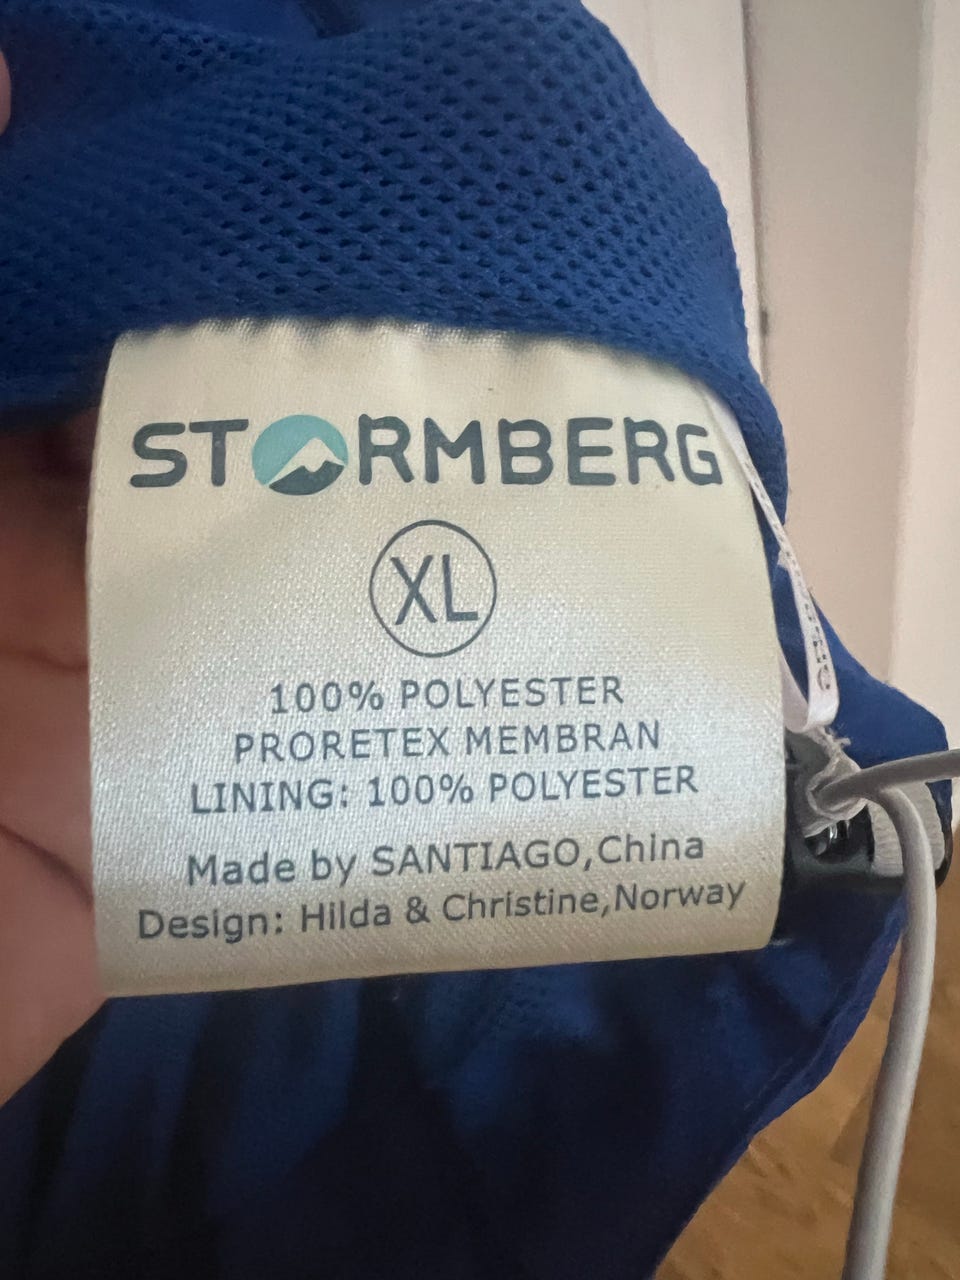 STORMBERG
XL
100% POLYESTER
PRORETEX MEMBRAN
LINING: 100% POLYESTER
Made by SANTIAGO,China
Design: Hilda & Christine,Norway